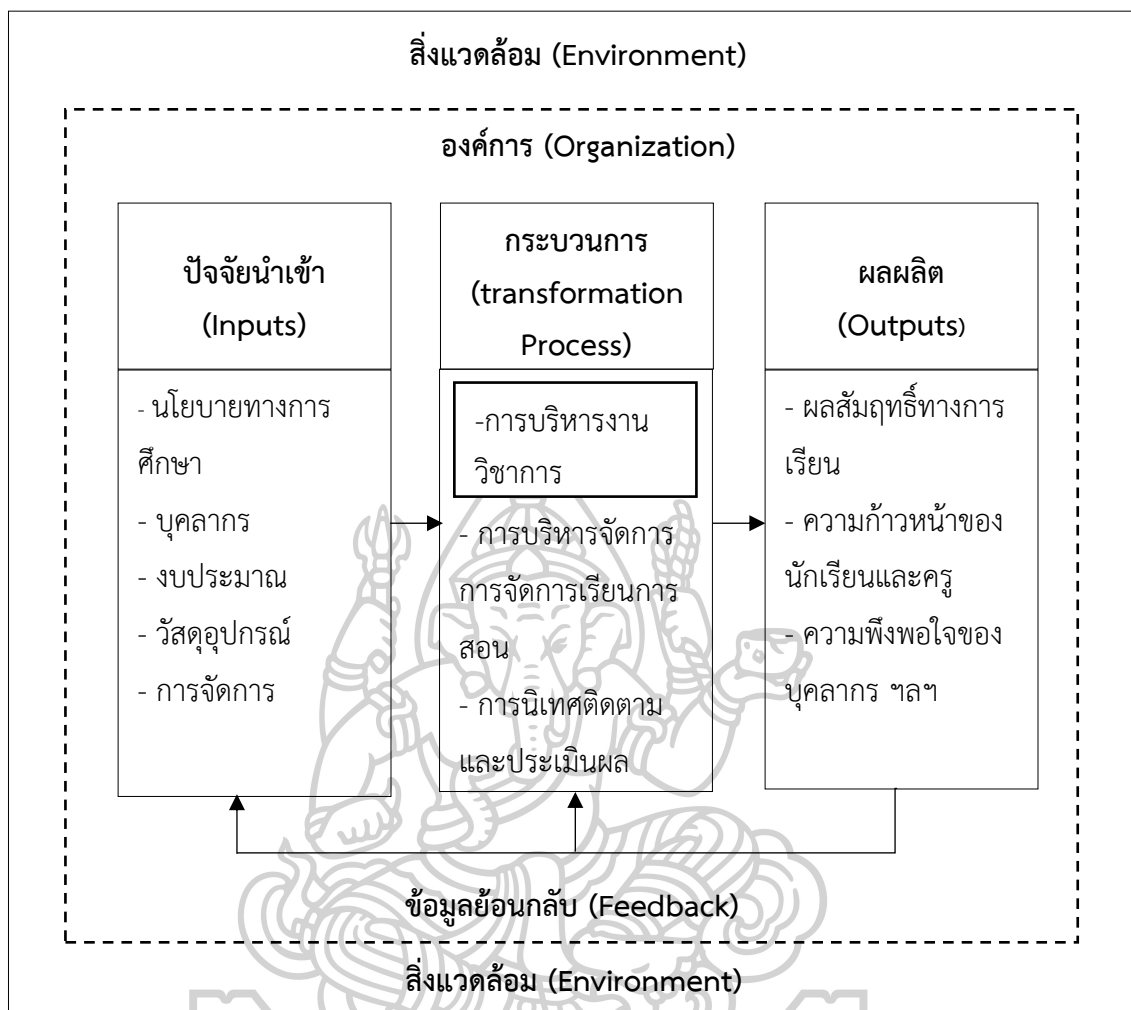 สิ่งแวดล้อม (Environment)
องค์การ (Organization)
ปัจจัยนำเข้า
(Inputs)
- นโยบายทางการ
ศึกษา
- บุคลากร
- งบประมาณ
- วัสดุอุปกรณ์
- การจัดการ
กระบวนการ
(transformation
Process)
-การบริหารงาน
วิชาการ
- การบริหารจัดการ
การจัดการเรียนการ
สอน
- การนิเทศติดตาม
และประเมินผล
ผลผลิต
(Outputs)
- ผลสัมฤทธิ์ทางการ
เรียน
- ความก้าวหน้าของ
นักเรียนและครู
- ความพึงพอใจของ
บุคลากร ฯลฯ
ข้อมูลย้อนกลับ (Feedback)
สิ่งแวดล้อม (Environment)